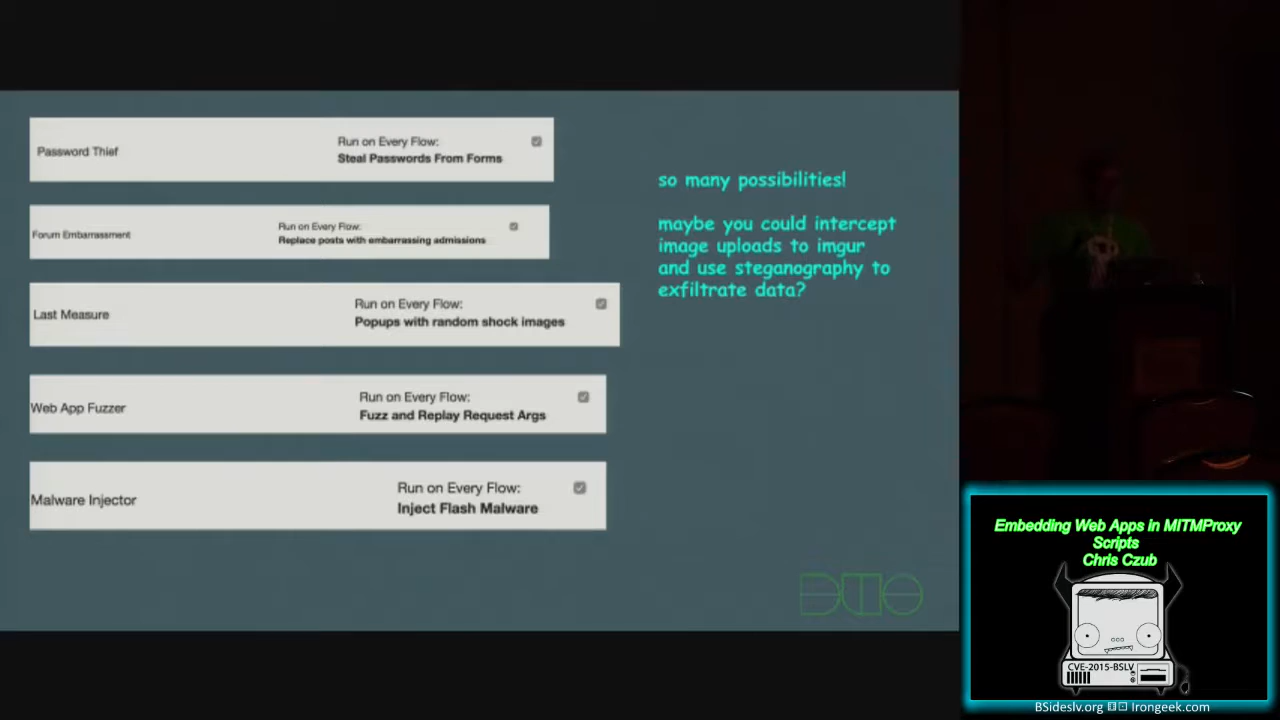 Password Thief
Run on Every Flow:
Steal Passwords From Forms
Forum Embarrassment
Run on Every Flow:
Replace posts with embarrassing admissions
Last Measure
Run on Every Flow:
Popups with random shock images
Web App Fuzzer
Run on Every Flow:
Fuzz and Replay Request Args
Malware Injector
Run on Every Flow:
Inject Flash Malware
so many possibilities!
maybe you could intercept
image uploads to imgur
and use steganography to
exfiltrate data?
DUO
Embedding Web Apps in MITMProxy
Scripts
Chris Czub
CVE-2015-BSLV
BSideslv.org Irongeek.com